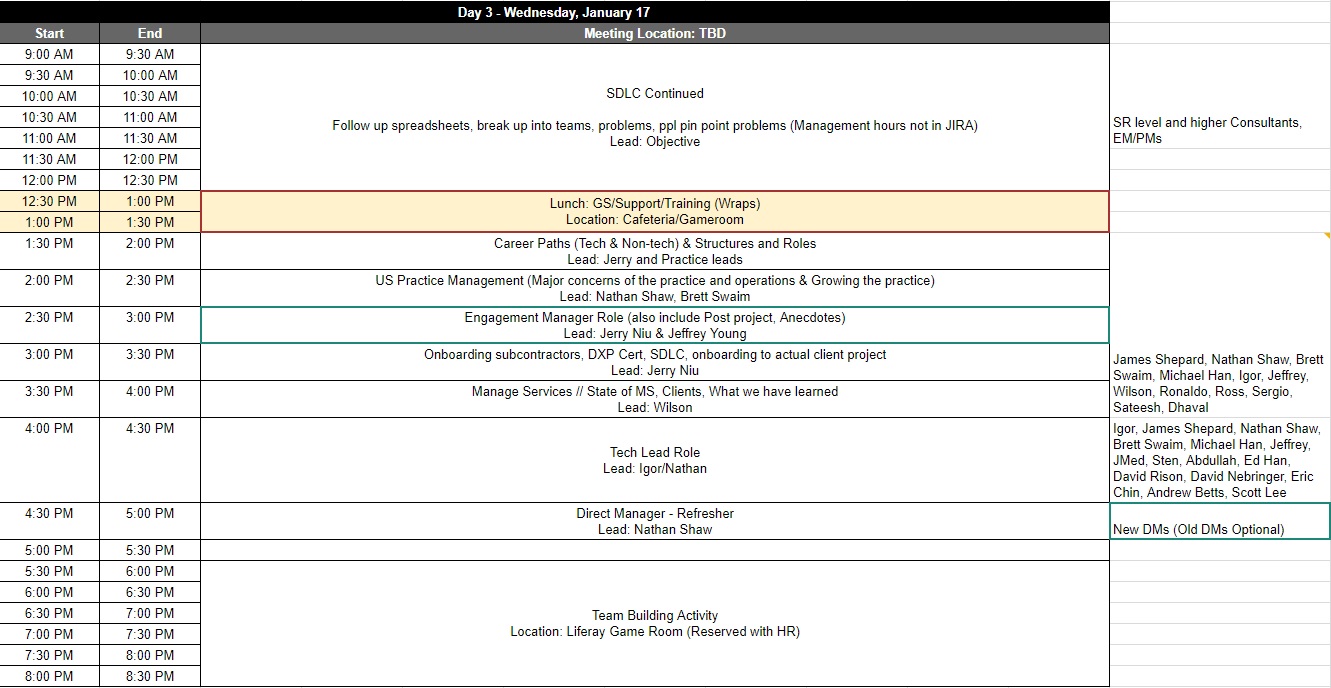 Day 3 - Wednesday, January 17
Start End Meeting Location: TBD
9:00 AM 9:30 AM
9:30 AM 10:00 AM
10:00 AM 10:30 AM
10:30 AM 11:00 AM
11:00 AM 11:30 AM
11:30 AM 12:00 PM
12:00 PM 12:30 PM
SDLC Continued
Follow up spreadsheets, break up into teams, problems, ppl pin point problems (Management hours not in JIRA)
Lead: Objective
SR level and higher Consultants,
EM/PMs
12:30 PM 1:00 PM
1:00 PM 1:30 PM
Lunch: GS/Support/Training (Wraps)
Location: Cafeteria/Gameroom
1:30 PM 2:00 PM Career Paths (Tech & Non-tech) & Structures and Roles
Lead: Jerry and Practice leads
2:00 PM 2:30 PM US Practice Management (Major concerns of the practice and operations & Growing the practice)
Lead: Nathan Shaw, Brett Swaim
2:30 PM 3:00 PM Engagement Manager Role (also include Post project, Anecdotes)
Lead: Jerry Niu & Jeffrey Young
3:00 PM 3:30 PM Onboarding subcontractors, DXP Cert, SDLC, onboarding to actual client project
Lead: Jerry Niu
3:30 PM 4:00 PM Manage Services // State of MS, Clients, What we have learned
Lead: Wilson
James Shepard, Nathan Shaw, Brett
Swaim, Michael Han, Igor, Jeffrey,
Wilson, Ronaldo, Ross, Sergio,
Sateesh, Dhaval
4:00 PM 4:30 PM
Tech Lead Role
Lead: Igor/Nathan
Igor, James Shepard, Nathan Shaw,
Brett Swaim, Michael Han, Jeffrey,
JMed, Sten, Abdullah, Ed Han,
David Rison, David Nebringer, Eric
Chin, Andrew Betts, Scott Lee
4:30 PM 5:00 PM Direct Manager - Refresher
Lead: Nathan Shaw
New DMs (Old DMs Optional)
5:00 PM 5:30 PM
5:30 PM 6:00 PM
6:00 PM 6:30 PM
6:30 PM 7:00 PM
7:00 PM 7:30 PM
7:30 PM 8:00 PM
8:00 PM 8:30 PM
Team Building Activity
Location: Liferay Game Room (Reserved with HR)